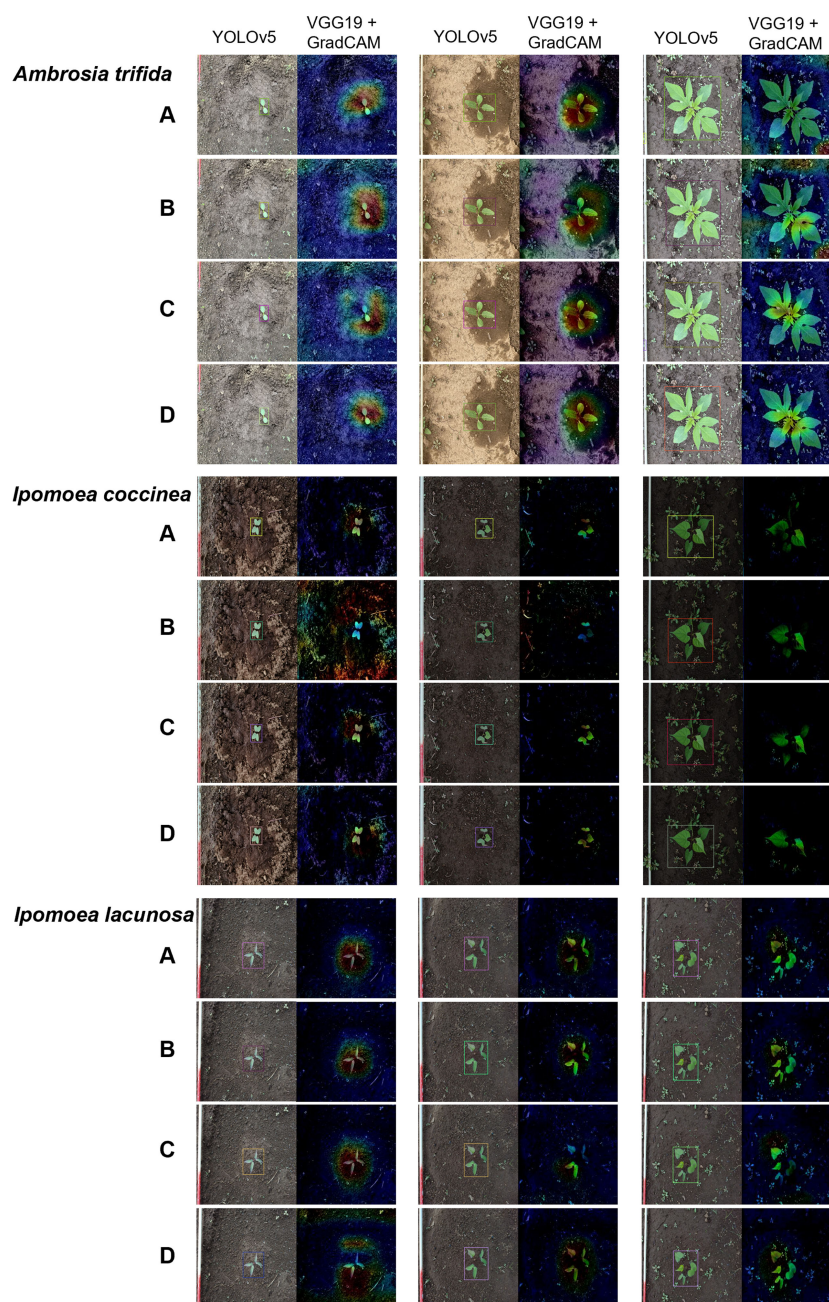 YOLOv5
VGG19 +
GradCAM
YOLOv5
VGG19 +
GradCAM
YOLOv5
VGG19 +
GradCAM
Ambrosia trifida
A
B
C
D
Ipomoea coccinea
A
B
C
D
Ipomoea lacunosa
A
B
C
D